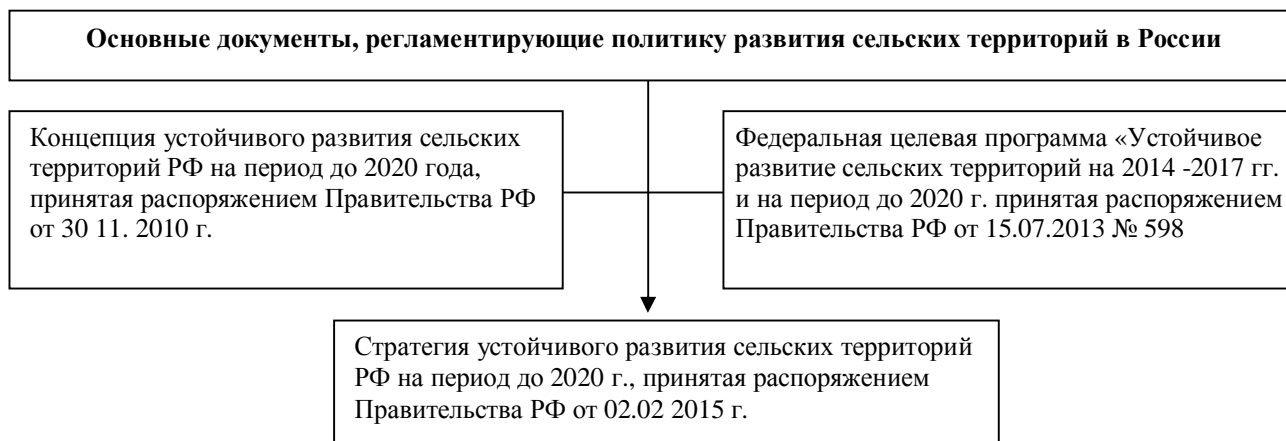 Основные документы, регламентирующие политику развития сельских территорий в России
Концепция устойчивого развития сельских
территорий РФ на период до 2020 года,
принятая распоряжением Правительства РФ
от 30 11. 2010 г.
Федеральная целевая программа «Устойчивое
развитие сельских территорий на 2014 -2017 гг.
и на период до 2020 г. принятая распоряжением
Правительства РФ от 15.07.2013 № 598
Стратегия устойчивого развития сельских территорий
РФ на период до 2020 г., принятая распоряжением
Правительства РФ от 02.02 2015 г.